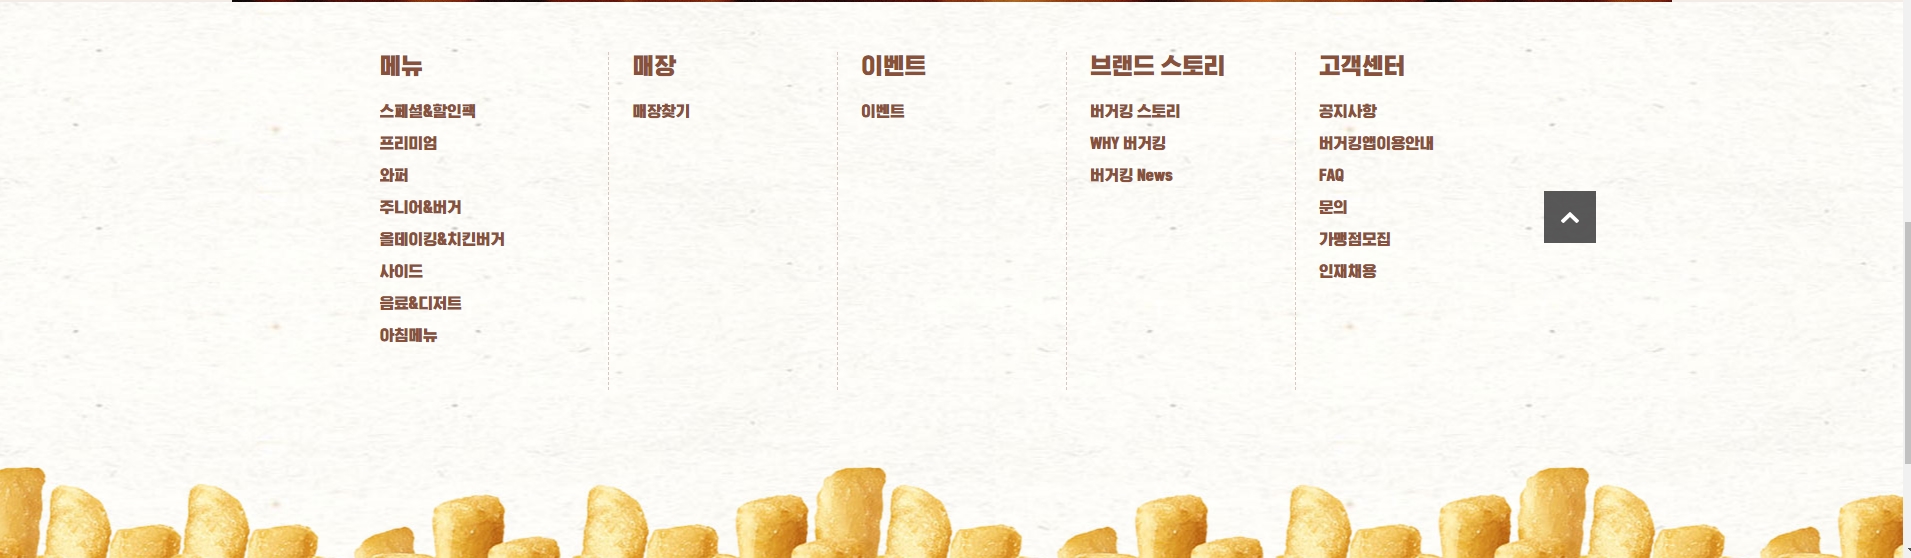 메뉴
스페셜&할인팩
프리미엄
와퍼
주니어&버거
올데이킹&치킨버거
사이드
음료&디저트
아침메뉴
매장
매장찾기
이벤트
이벤트
브랜드 스토리
버거킹 스토리
WHY 버거킹
버거킹 News
고객센터
공지사항
버거킹앱이용안내
FAQ
문의
가맹점모집
인재채용